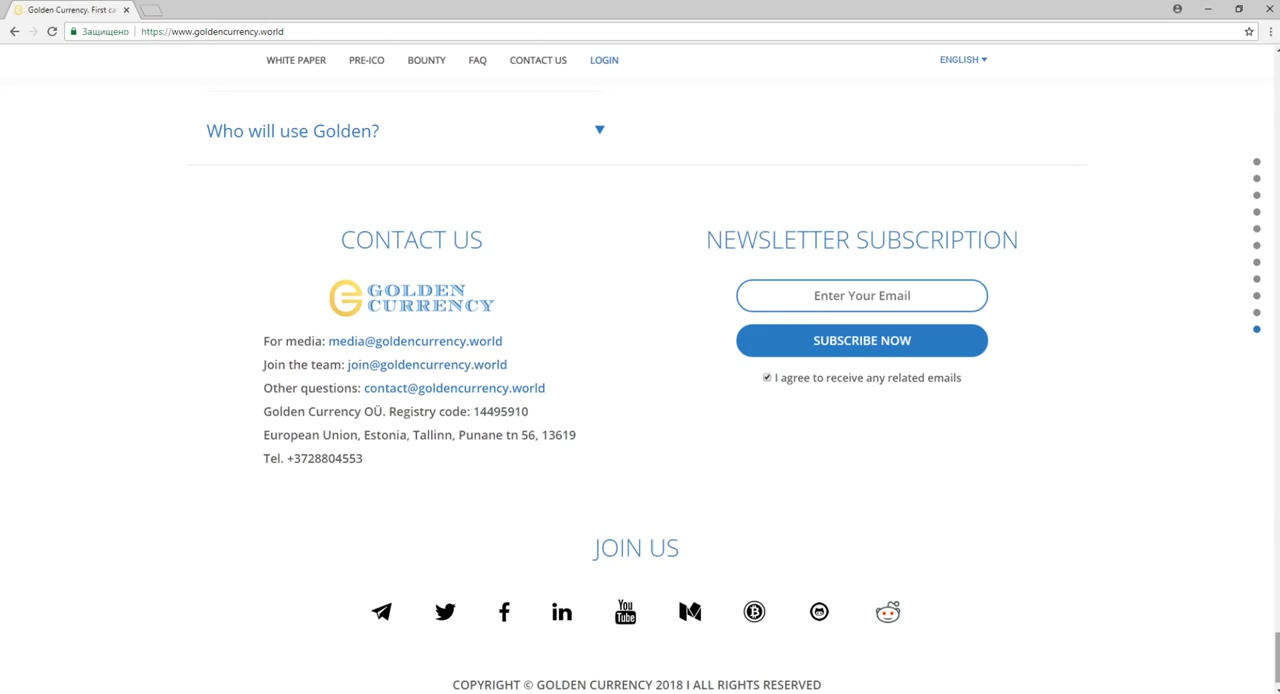 Golden Currency. First ca
Защищено
https://www.goldencurrency.world
WHITE PAPER
PRE-ICO
BOUNTY
FAQ
CONTACT US
LOGIN
ENGLISH
Who will use Golden?
CONTACT US
GOLDEN
CURRENCY
For media: media@goldencurrency.world
Join the team: join@goldencurrency.world
Other questions: contact@goldencurrency.world
Golden Currency OÜ. Registry code: 14495910
European Union, Estonia, Tallinn, Punane tn 56, 13619
Tel. +3728804553
NEWSLETTER SUBSCRIPTION
Enter Your Email
SUBSCRIBE NOW
I agree to receive any related emails
JOIN US
You
Tube
COPYRIGHT © GOLDEN CURRENCY 2018 I ALL RIGHTS RESERVED